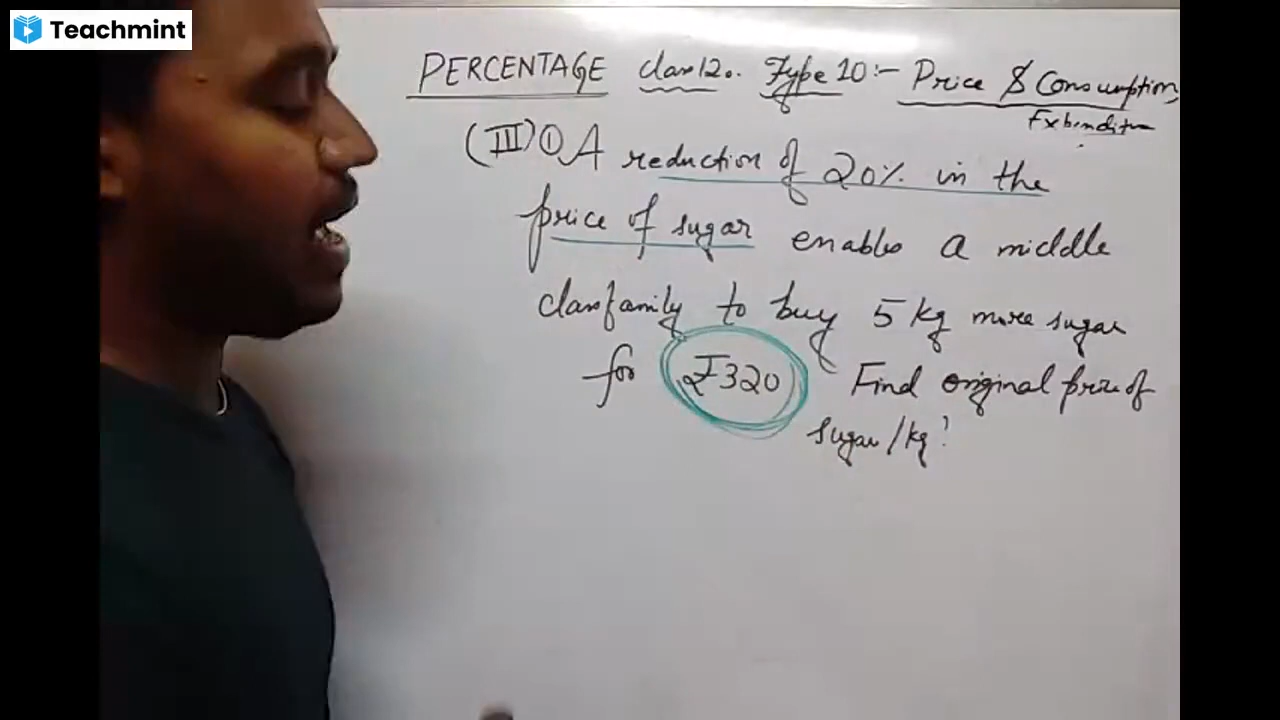 Teachmint
PERCENTAGE Class 12. Type 10:- Price & Consumption,
Expenditure
(III) ① A reduction of 20% in the
price of sugar enables a middle
class family to buy 5 kg more sugar
for ₹320 Find original price of
sugar/kg?